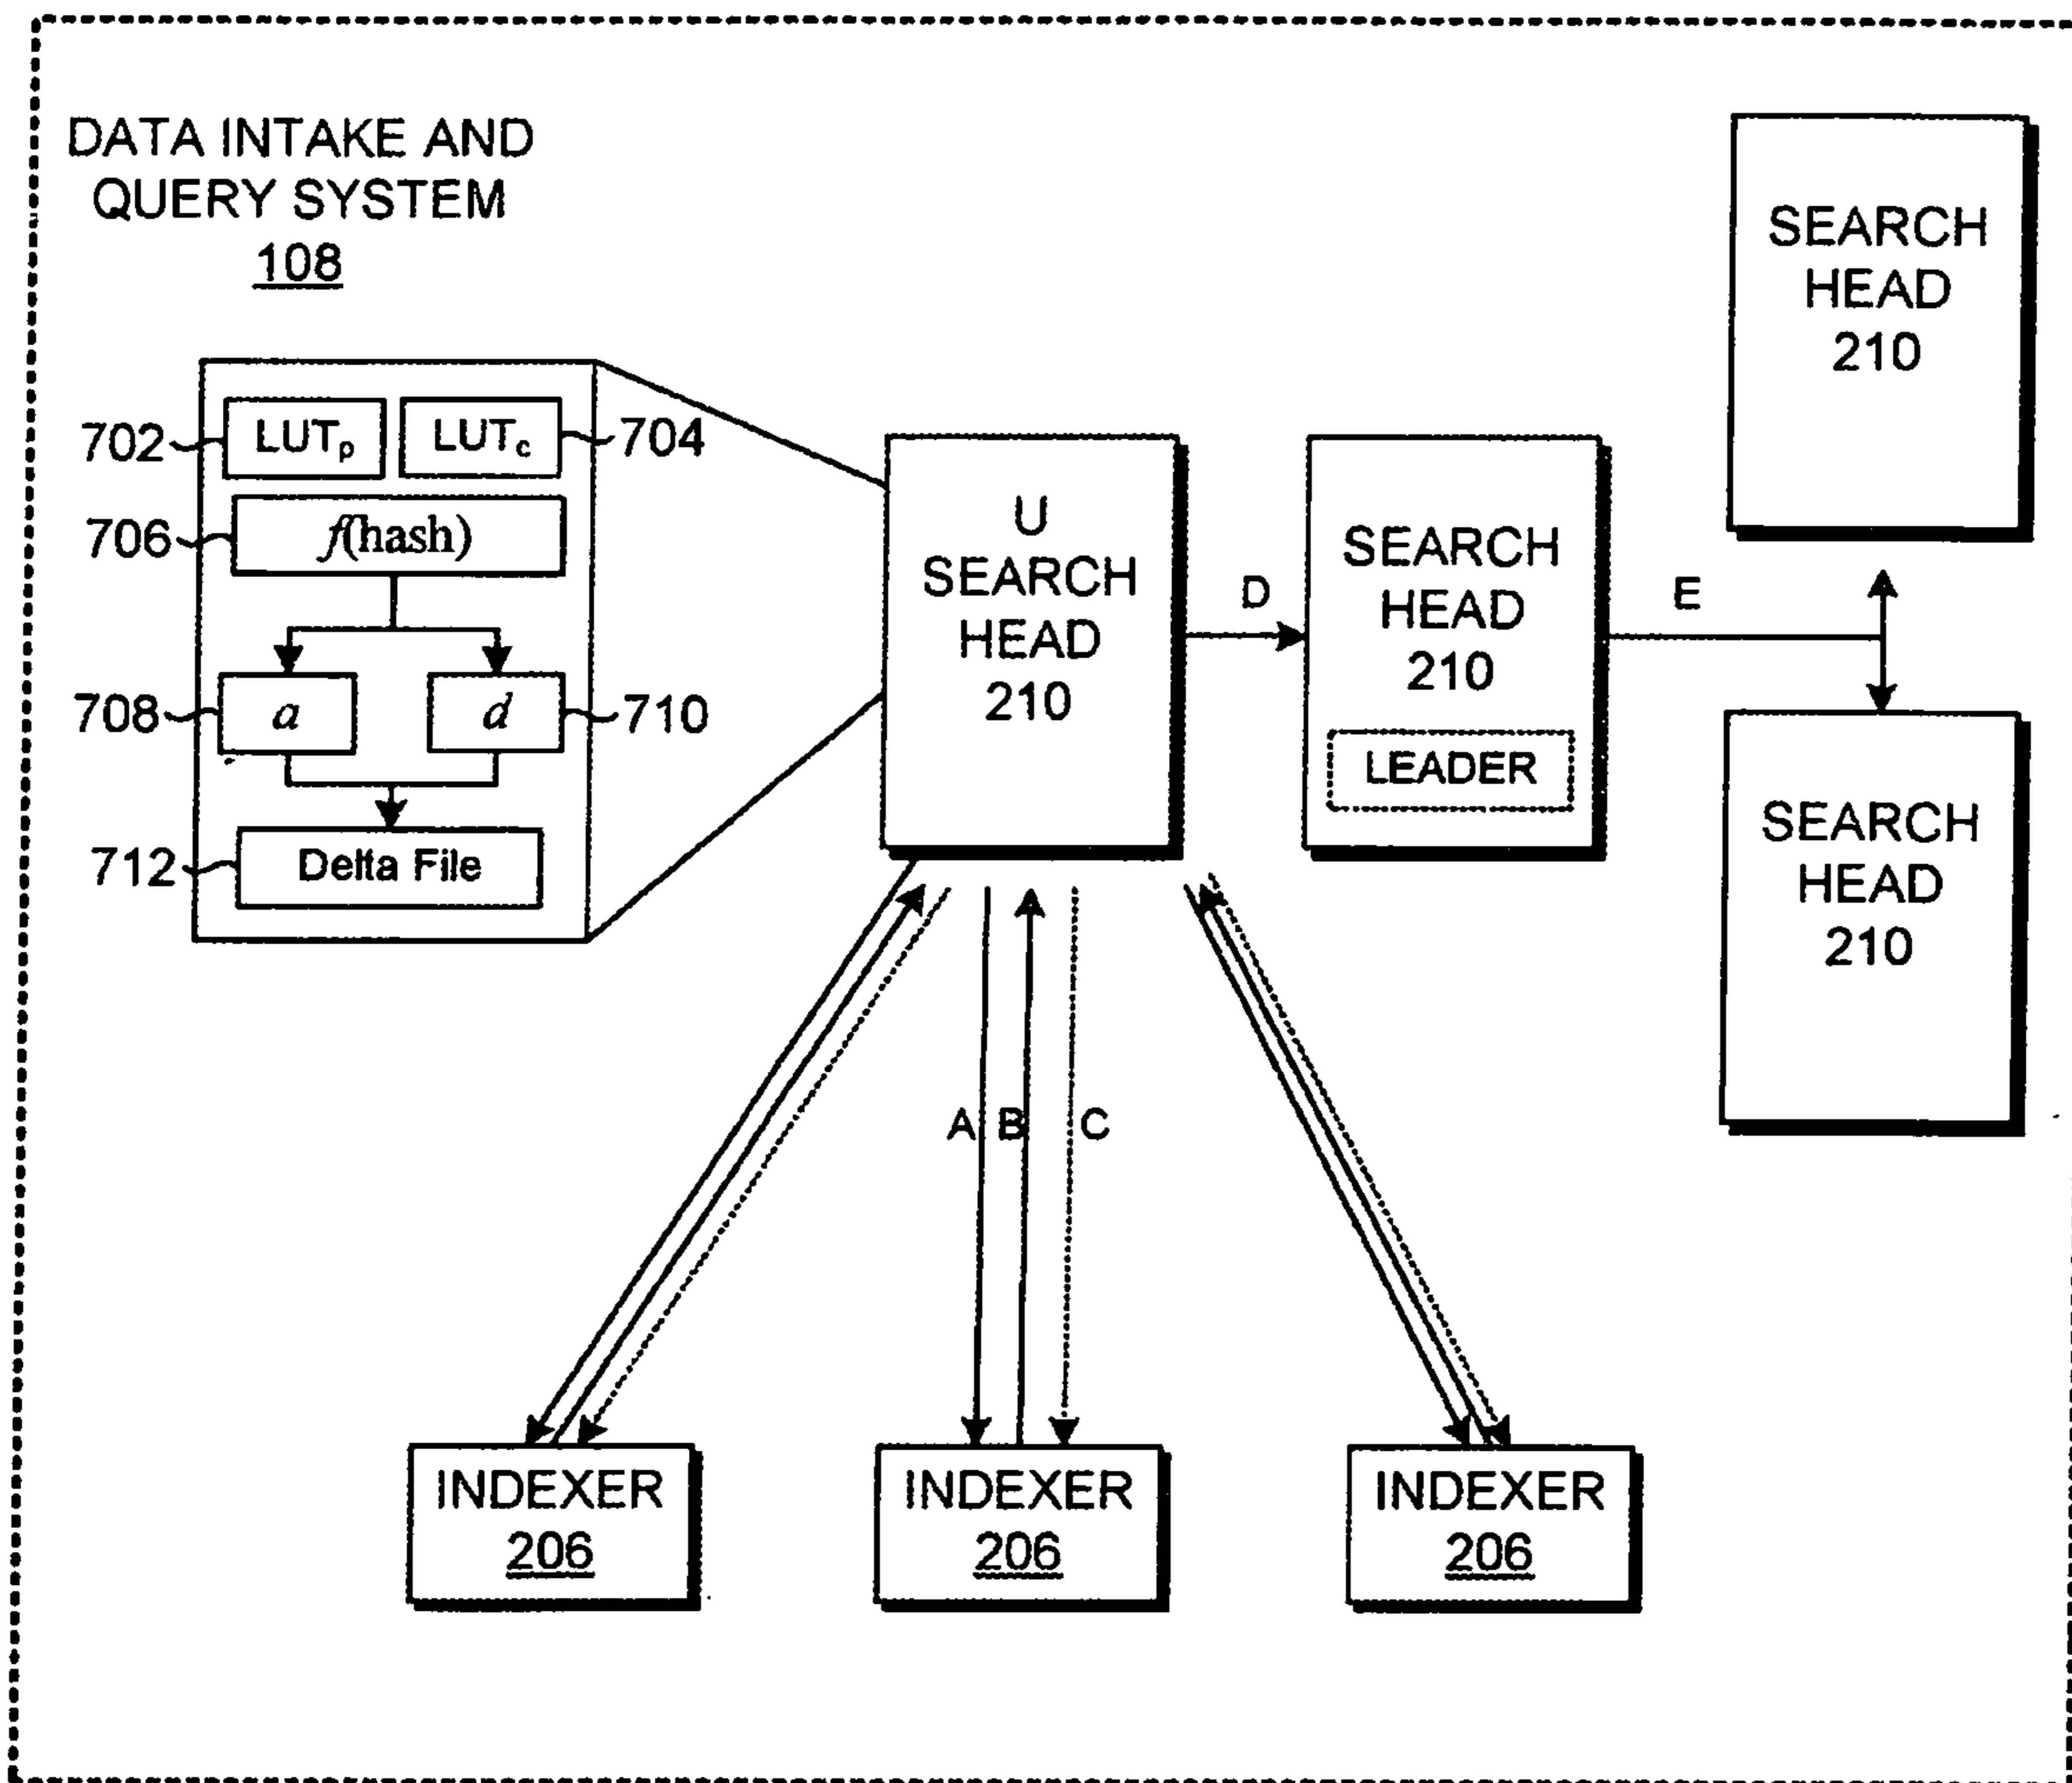 DATA INTAKE AND
QUERY SYSTEM
108
702
LUTp
LUTc
704
706
f(hash)
708
a
d
710
712
Delta File
U
SEARCH
HEAD
210
D
SEARCH
HEAD
210
LEADER
E
SEARCH
HEAD
210
SEARCH
HEAD
210
A
B
C
INDEXER
206
INDEXER
206
INDEXER
206